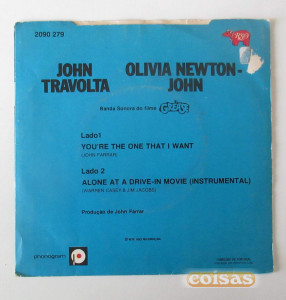 2090 279
RSO
JOHN TRAVOLTA
OLIVIA NEWTON-JOHN
Banda Sonora do filme GREASE
Lado 1
YOU'RE THE ONE THAT I WANT
(JOHN FARRAR)
Lado 2
ALONE AT A DRIVE-IN MOVIE (INSTRUMENTAL)
(WARREN CASEY & JIM JACOBS)
Produção de John Farrar
phonogram
coisas